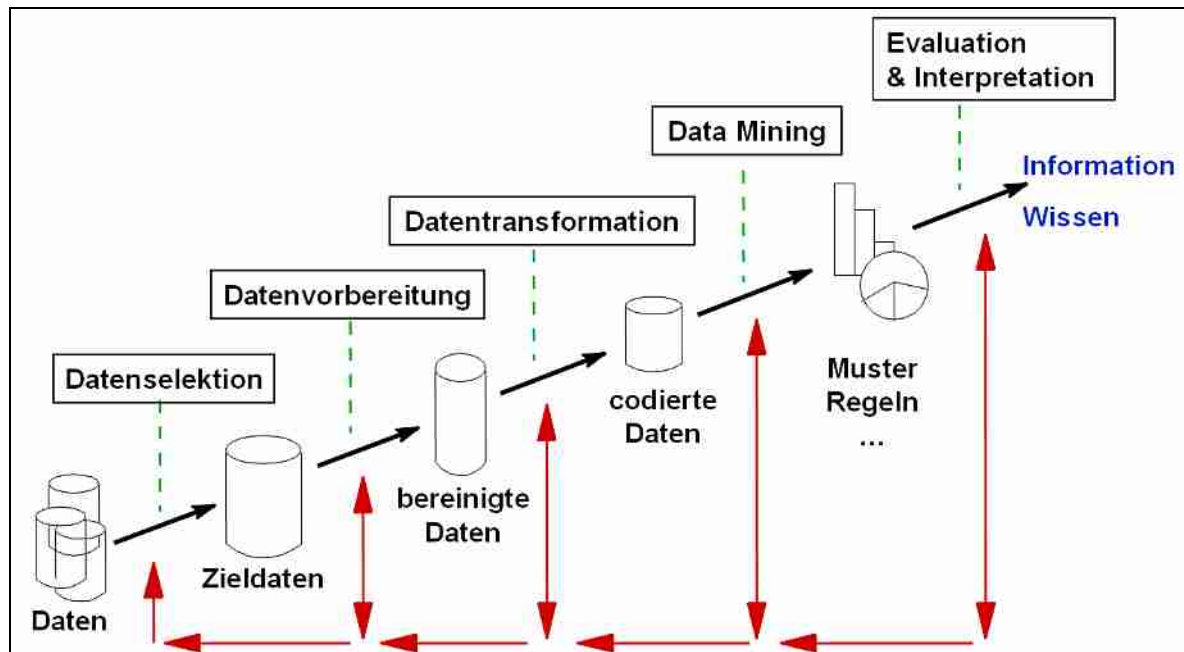 Evaluation
& Interpretation
Data Mining
Information
Wissen
Datentransformation
Datenvorbereitung
Datenselektion
Muster
Regeln
...
codierte
Daten
bereinigte
Daten
Zieldaten
Daten